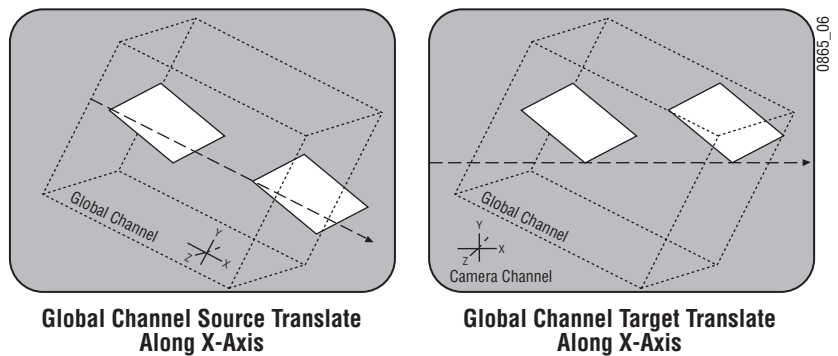 0865_06
Global Channel
Y
Z
X
Global Channel Source Translate
Along X-Axis
Global Channel
Y
X
Z
Camera Channel
Global Channel Target Translate
Along X-Axis